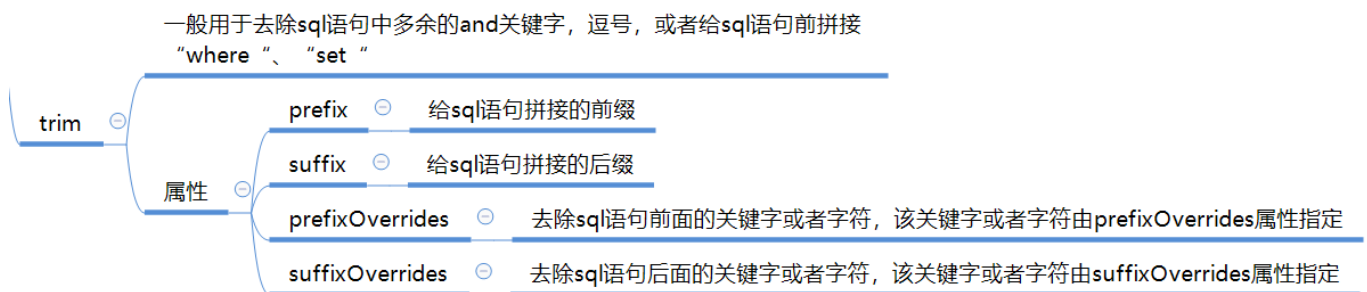 一般用于去除sql语句中多余的and关键字，逗号，或者给sql语句前拼接
“where“、“set“
trim
prefix
给sql语句拼接的前缀
suffix
给sql语句拼接的后缀
属性
prefixOverrides
去除sql语句前面的关键字或者字符，该关键字或者字符由prefixOverrides属性指定
suffixOverrides
去除sql语句后面的关键字或者字符，该关键字或者字符由suffixOverrides属性指定